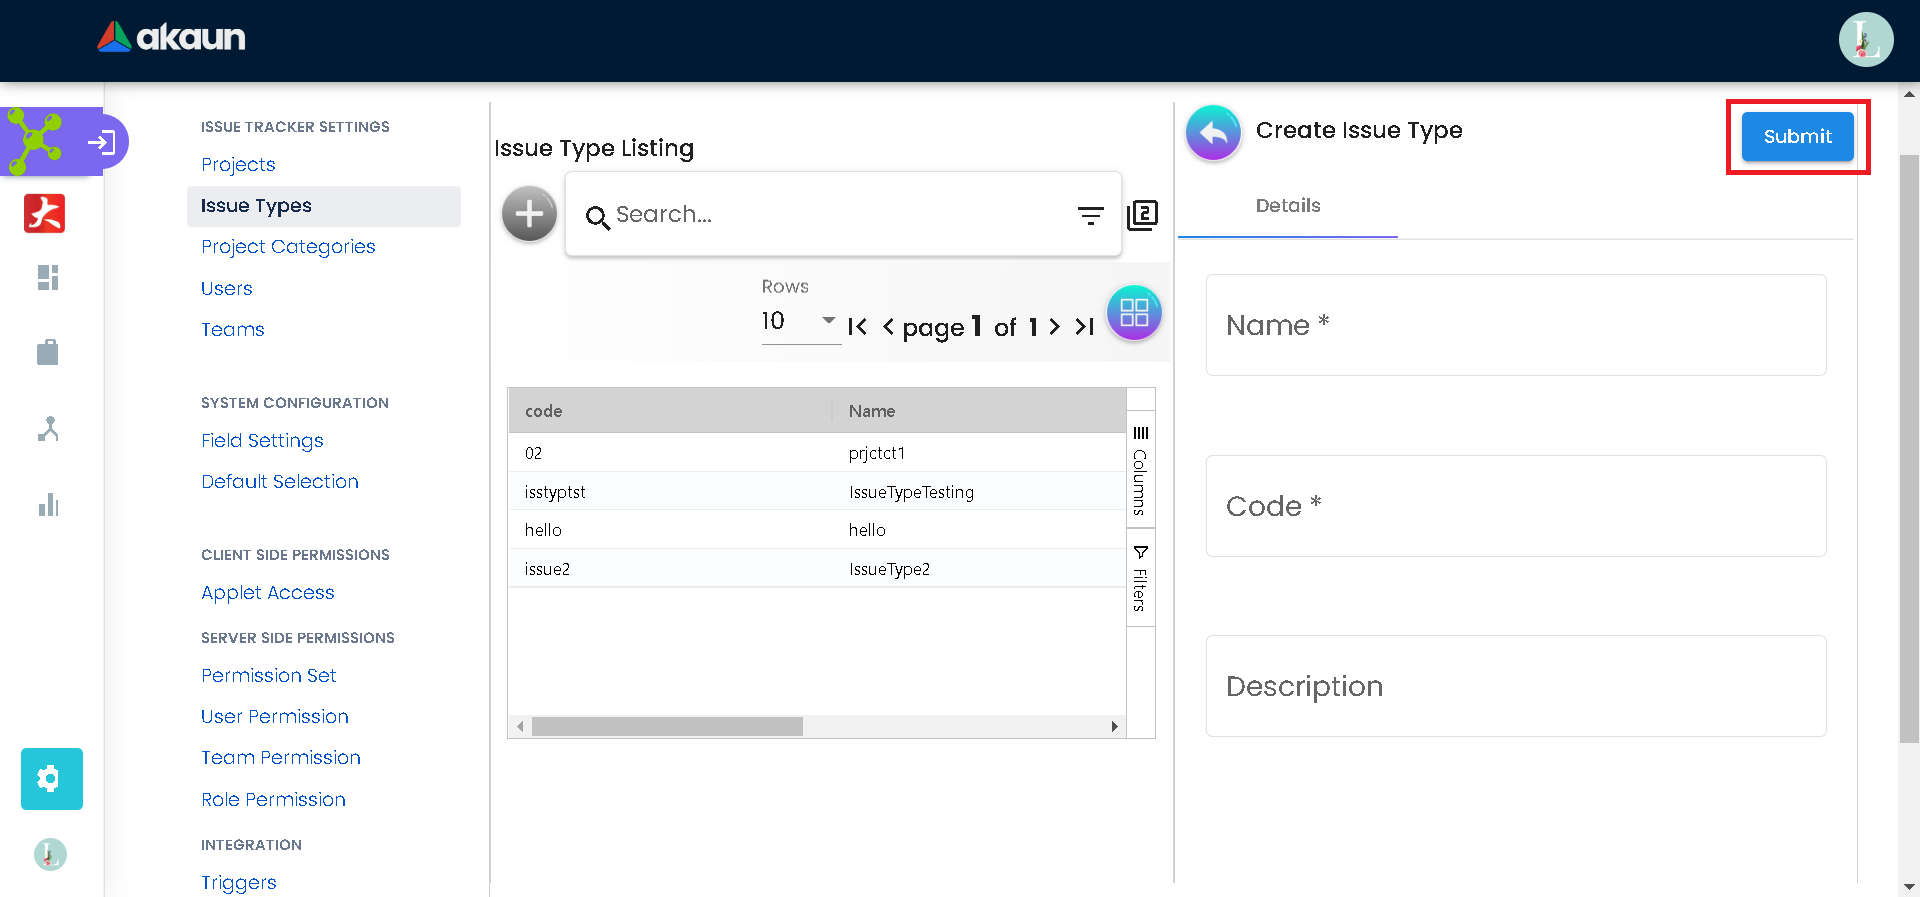 akaun
L
ISSUE TRACKER SETTINGS
Projects
Issue Types
Project Categories
Users
Teams
SYSTEM CONFIGURATION
Field Settings
Default Selection
CLIENT SIDE PERMISSIONS
Applet Access
SERVER SIDE PERMISSIONS
Permission Set
User Permission
Team Permission
Role Permission
INTEGRATION
Triggers
L
Issue Type Listing
Search...
2
Rows
10
page 1 of 1
code Name
02 prjctct1
isstyptst IssueTypeTesting
hello hello
issue2 IssueType2
Columns
Filters
Create Issue Type
Submit
Details
Name *
Code *
Description